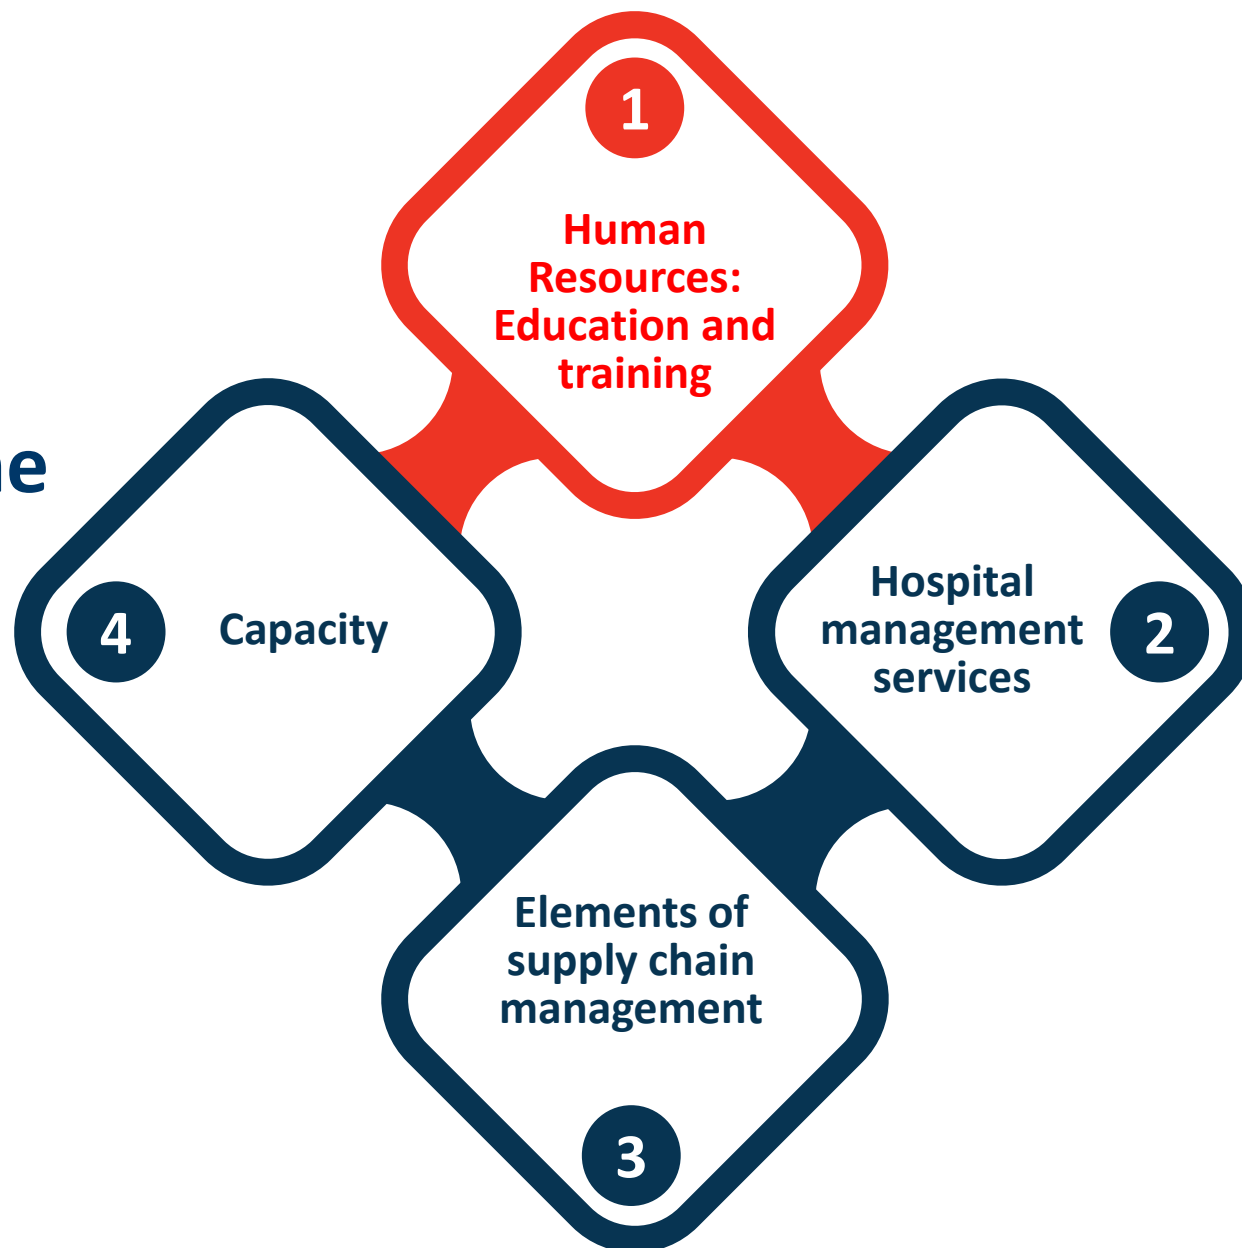 1
Human
Resources:
Education and
training
4
Capacity
Hospital
management
services
2
Elements of
supply chain
management
3